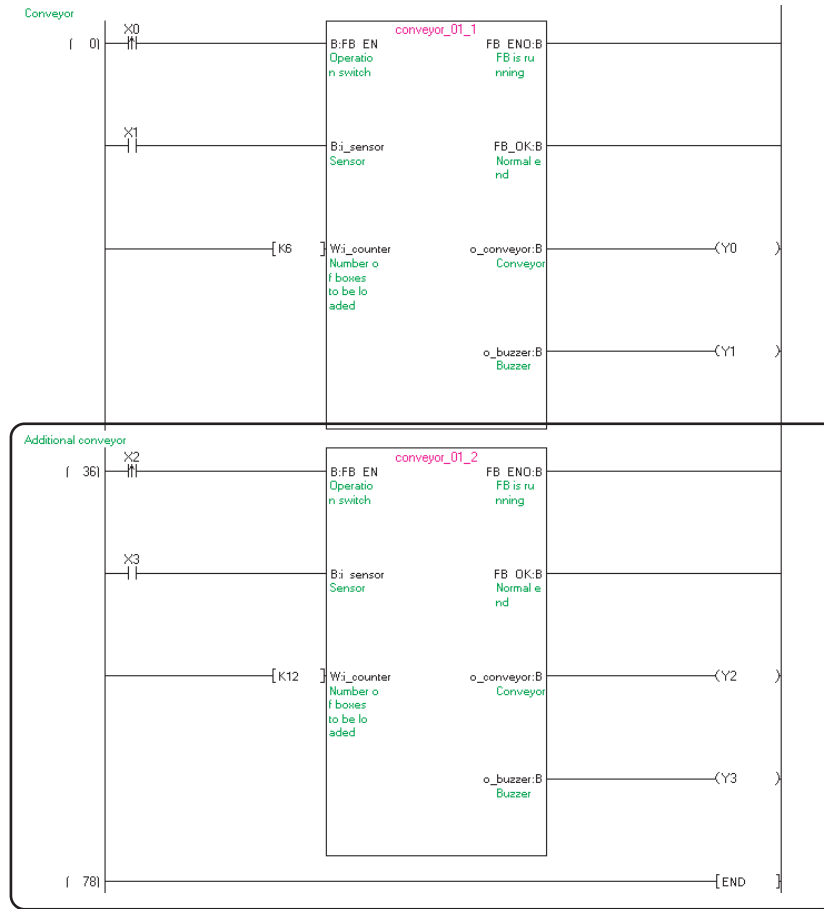 Conveyor
X0
conveyor_01_1
( 0)
B:FB_EN
FB_ENO:B
Operatio
n switch
FB is ru
nning
X1
B:i_sensor
FB_OK:B
Sensor
Normal e
nd
[ K6 ]
W:i_counter
o_conveyor:B
(Y0 )
Number o
f boxes
to be lo
aded
Conveyor
o_buzzer:B
(Y1 )
Buzzer
Additional conveyor
X2
conveyor_01_2
( 36)
B:FB_EN
FB_ENO:B
Operatio
n switch
FB is ru
nning
X3
B:i_sensor
FB_OK:B
Sensor
Normal e
nd
[ K12 ]
W:i_counter
o_conveyor:B
(Y2 )
Number o
f boxes
to be lo
aded
Conveyor
o_buzzer:B
(Y3 )
Buzzer
( 78)
[ END ]